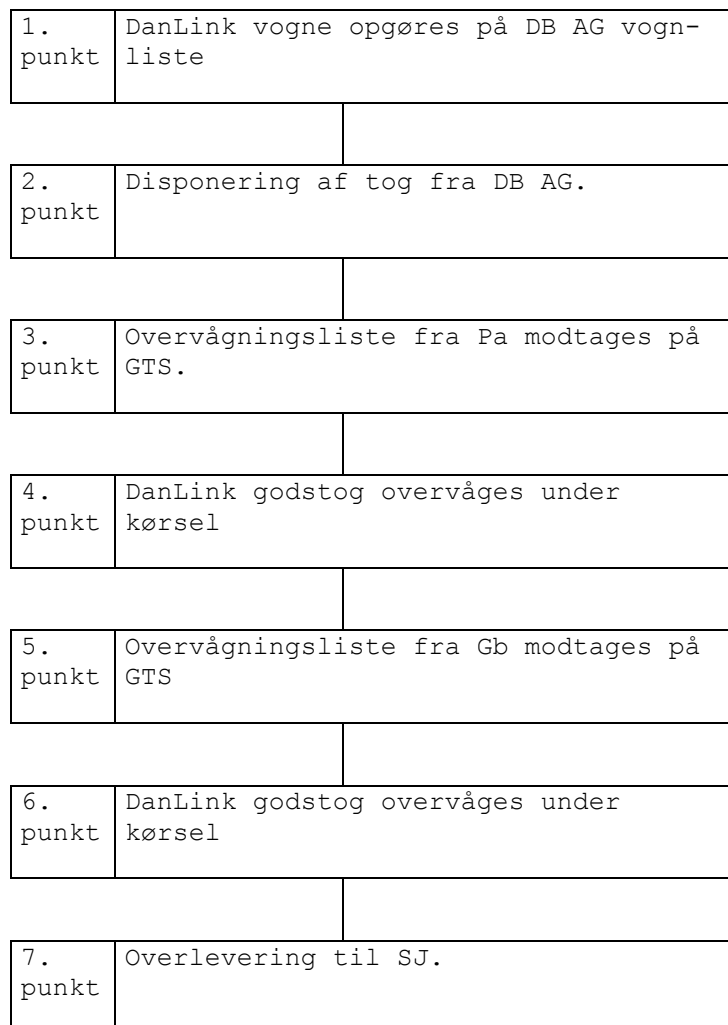 1. DanLink vogne opgøres på DB AG vogn-
punkt liste
2. Disponering af tog fra DB AG.
punkt
3. Overvågningsliste fra Pa modtages på
punkt GTS.
4. DanLink godstog overvåges under
punkt kørsel
5. Overvågningsliste fra Gb modtages på
punkt GTS
6. DanLink godstog overvåges under
punkt kørsel
7. Overlevering til SJ.
punkt